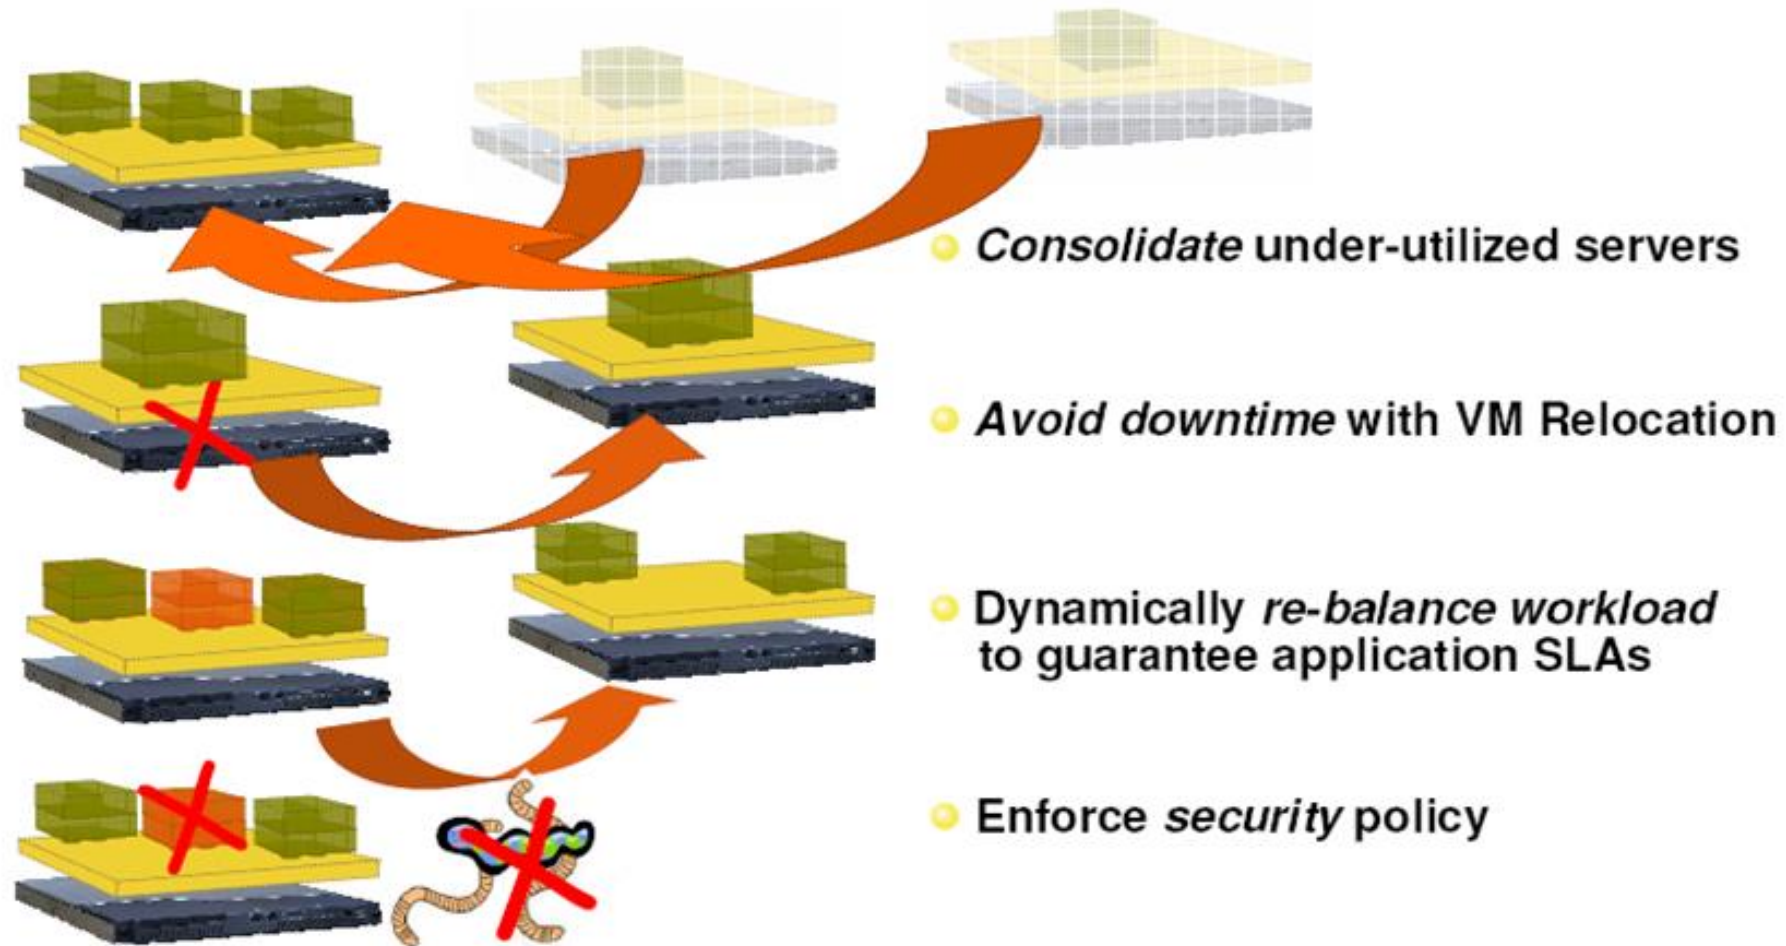 Consolidate under-utilized servers
Avoid downtime with VM Relocation
Dynamically re-balance workload
to guarantee application SLAs
Enforce security policy